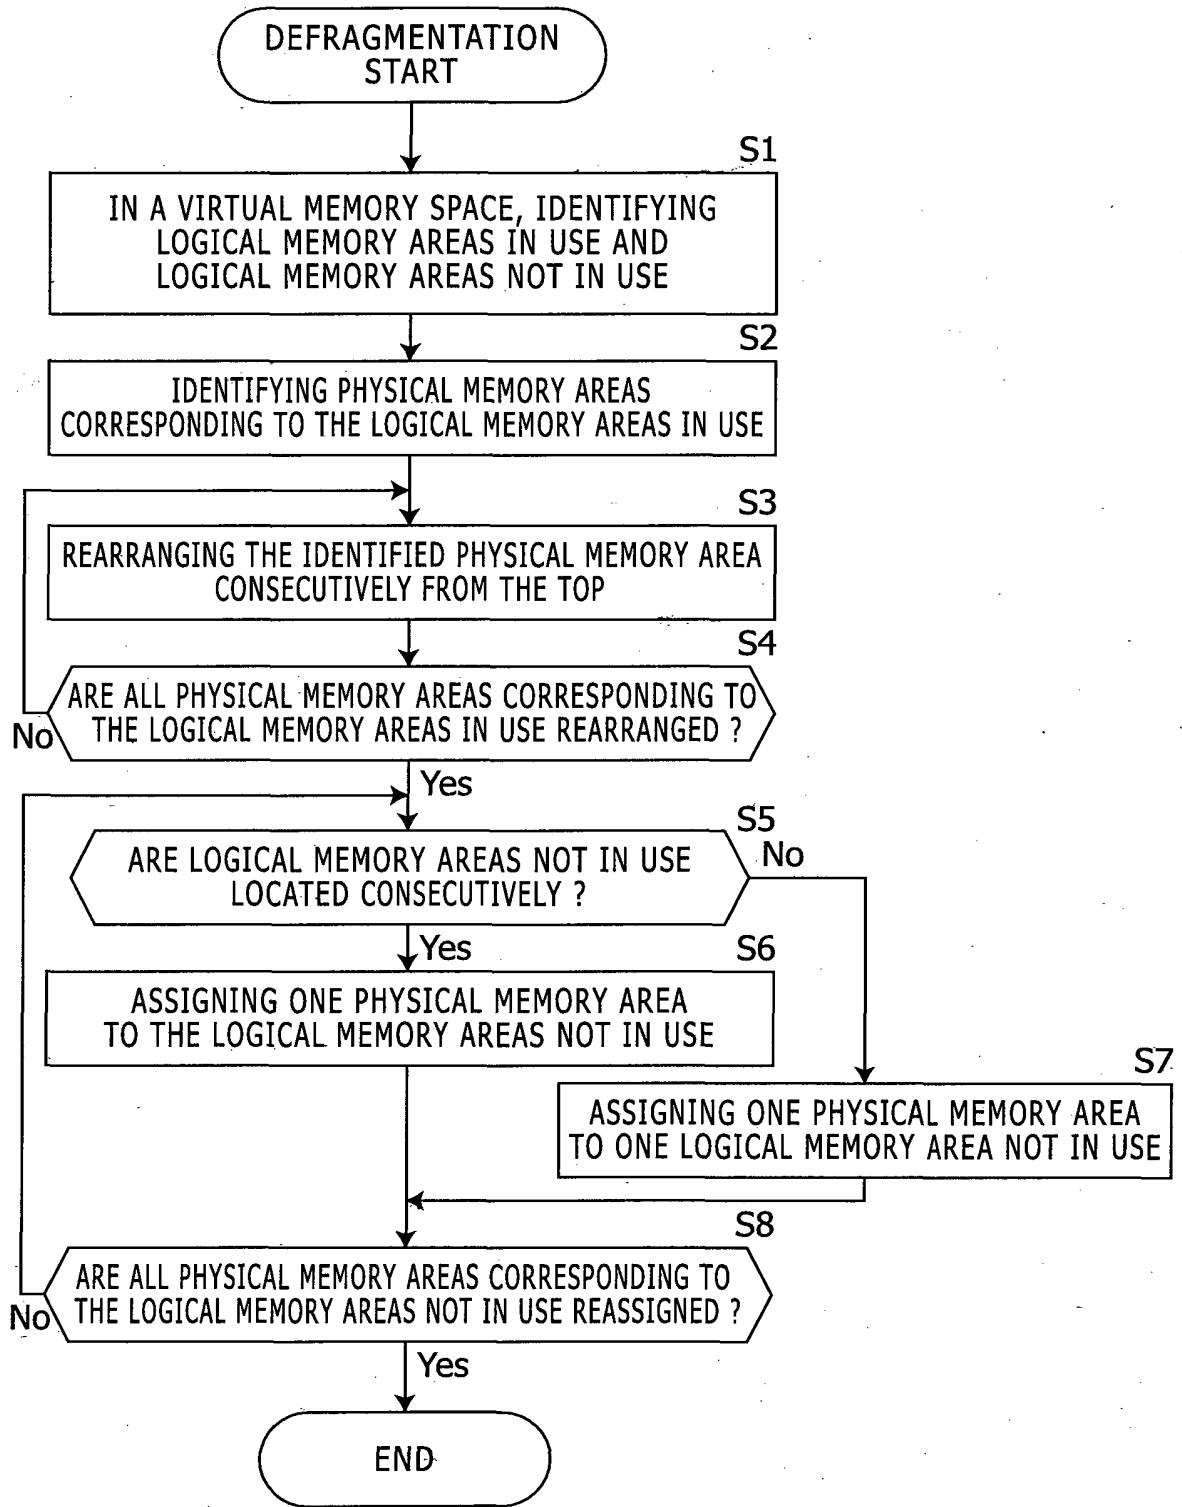 DEFRAGMENTATION
START
S1
IN A VIRTUAL MEMORY SPACE, IDENTIFYING
LOGICAL MEMORY AREAS IN USE AND
LOGICAL MEMORY AREAS NOT IN USE
S2
IDENTIFYING PHYSICAL MEMORY AREAS
CORRESPONDING TO THE LOGICAL MEMORY AREAS IN USE
S3
REARRANGING THE IDENTIFIED PHYSICAL MEMORY AREA
CONSECUTIVELY FROM THE TOP
S4
ARE ALL PHYSICAL MEMORY AREAS CORRESPONDING TO
THE LOGICAL MEMORY AREAS IN USE REARRANGED ?
No
Yes
S5
ARE LOGICAL MEMORY AREAS NOT IN USE
LOCATED CONSECUTIVELY ?
No
Yes
S6
ASSIGNING ONE PHYSICAL MEMORY AREA
TO THE LOGICAL MEMORY AREAS NOT IN USE
S7
ASSIGNING ONE PHYSICAL MEMORY AREA
TO ONE LOGICAL MEMORY AREA NOT IN USE
S8
ARE ALL PHYSICAL MEMORY AREAS CORRESPONDING TO
THE LOGICAL MEMORY AREAS NOT IN USE REASSIGNED ?
No
Yes
END